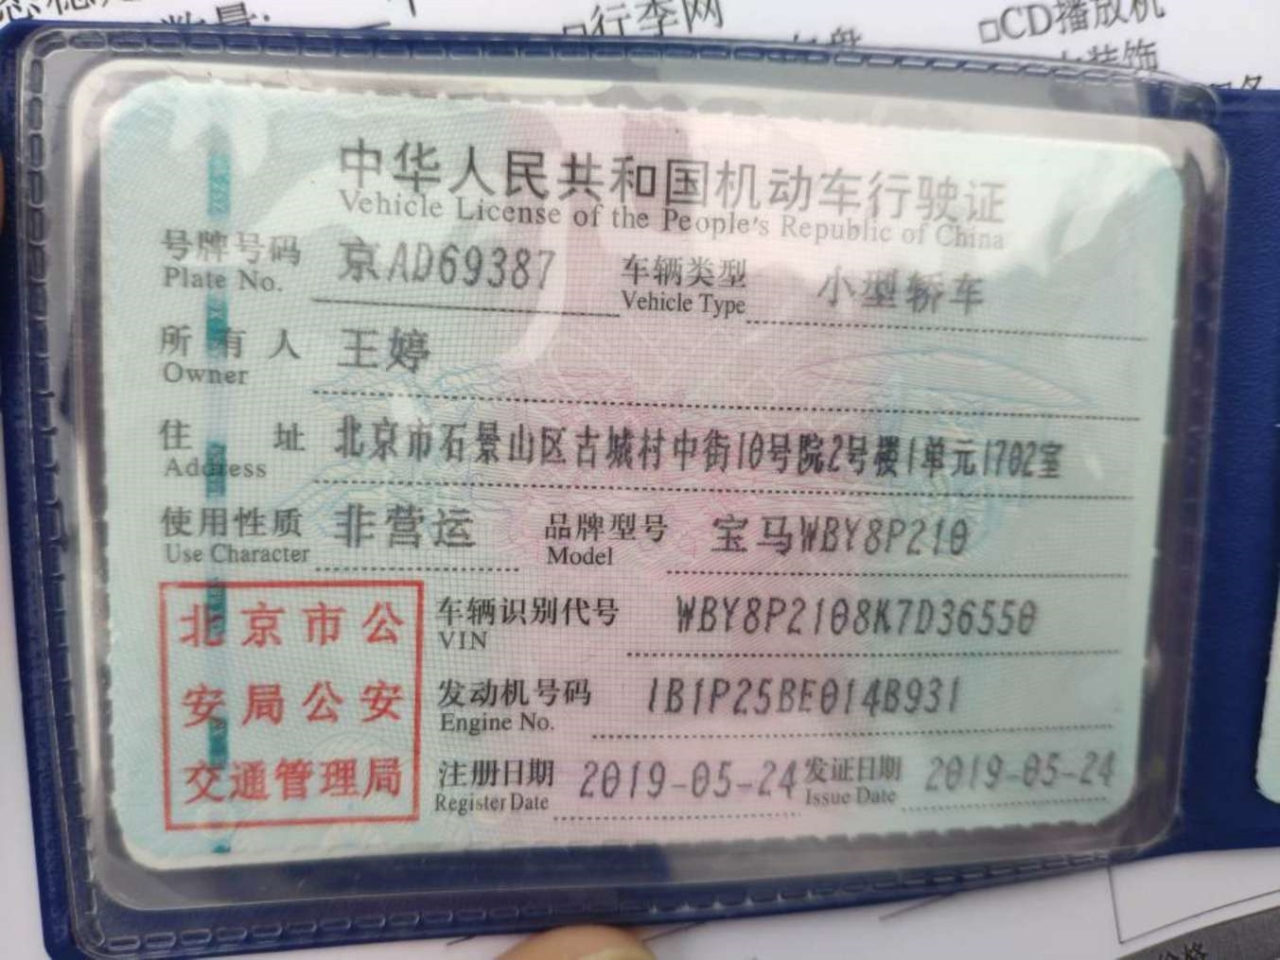 行李网
□CD播放机
装饰
中华人民共和国机动车行驶证
Vehicle License of the People's Republic of China
号牌号码 京AD69387 车辆类型 小型轿车
Plate No. Vehicle Type
所有人 王婷
Owner
住址 北京市石景山区古城村中街10号院2号楼1单元1702室
Address
使用性质 非营运 品牌型号 宝马WBY8P210
Use Character Model
北京市公
安局公安
交通管理局
车辆识别代号 WBY8P2108K7D36550
VIN
发动机号码 1B1P25BE014B931
Engine No.
注册日期 2019-05-24 发证日期 2019-05-24
Register Date Issue Date